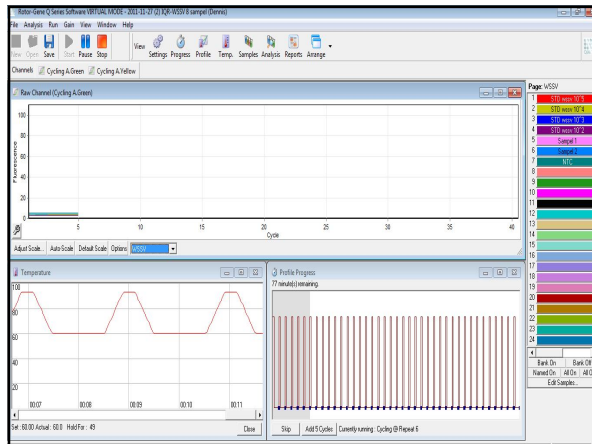 Rotor-Gene Q Series Software VIRTUAL MODE - 2011-11-27 (2) IQR-WSSV 8 sampel (Dennis)
File Analysis Run Gain View Window Help
New Open Save Start Pause Stop View Settings Progress Profile Temp. Samples Analysis Reports Arrange
Channels Cycling A.Green Cycling A.Yellow
Raw Channel (Cycling A.Green)
100
80
60
40
20
0
Fluorescence
5 10 15 20 25 30 35 40
Cycle
Adjust Scale... Auto Scale Default Scale Options WSSV
Temperature
100
80
60
40
20
00:07 00:08 00:09 00:10 00:11
Set : 60.00 Actual : 60.0 Hold For : 49 Close
Profile Progress
77 minute(s) remaining.
Skip Add 5 Cycles Currently running : Cycling @ Repeat 6
Page: WSSV
1 STD wssv 10^5
2 STD wssv 10^4
3 STD wssv 10^3
4 STD wssv 10^2
5 Sampel 1
6 Sampel 2
7 NTC
8
9
10
11
12
13
14
15
16
17
18
19
20
21
22
23
24
Bank On Bank Off
Named On All On All O
Edit Samples...